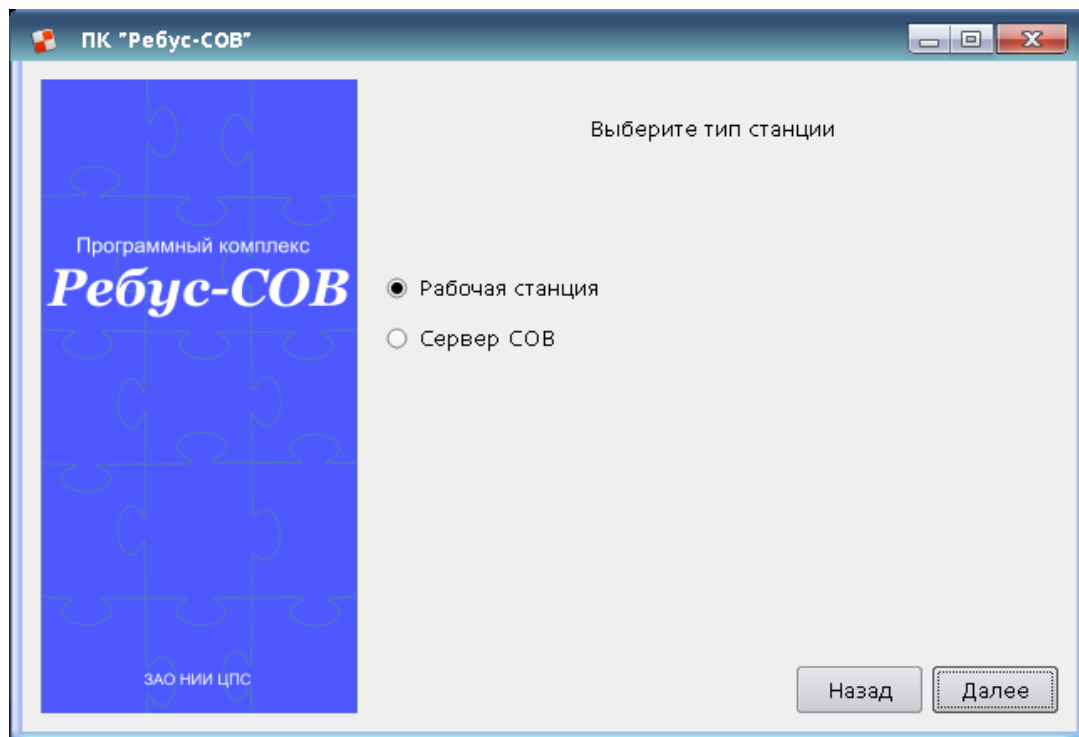 ПК "Ребус-СОВ"
Программный комплекс
Ребус-СОВ
ЗАО НИИ ЦПС
Выберите тип станции
Рабочая станция
Сервер СОВ
Назад
Далее